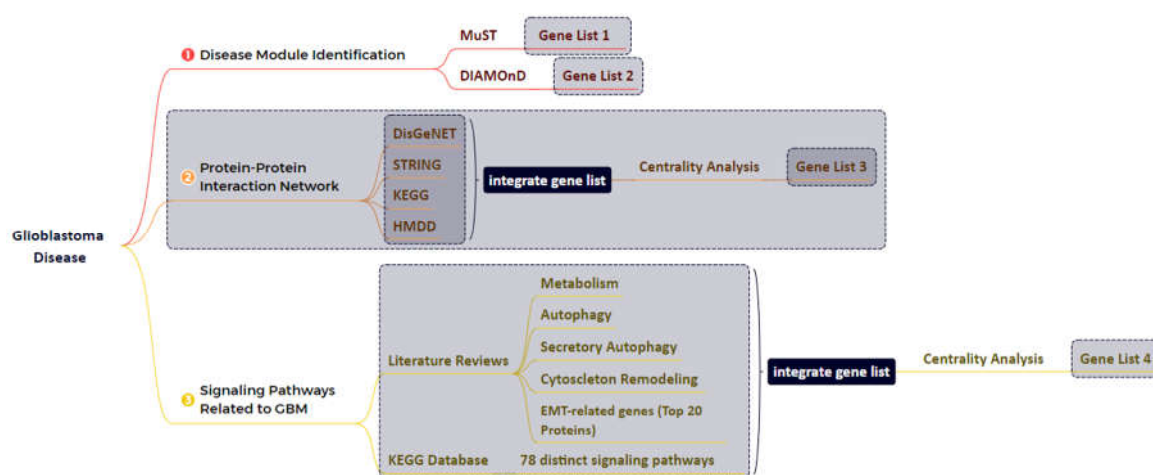 1 Disease Module Identification
MuST
Gene List 1
DIAMOnD
Gene List 2
2 Protein-Protein
Interaction Network
DisGeNET
STRING
KEGG
HMDD
integrate gene list
Centrality Analysis
Gene List 3
Glioblastoma
Disease
3 Signaling Pathways
Related to GBM
Literature Reviews
Metabolism
Autophagy
Secretory Autophagy
Cytoscleton Remodeling
EMT-related genes (Top 20
Proteins)
KEGG Database
78 distinct signaling pathways
integrate gene list
Centrality Analysis
Gene List 4